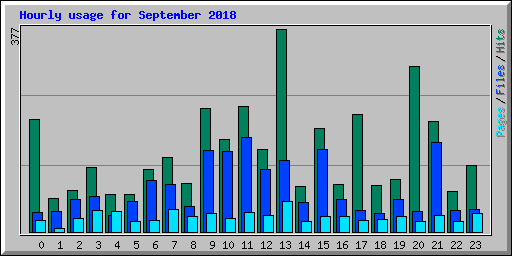 Hourly usage for September 2018
377
Pages/Files/Hits
0 1 2 3 4 5 6 7 8 9 10 11 12 13 14 15 16 17 18 19 20 21 22 23